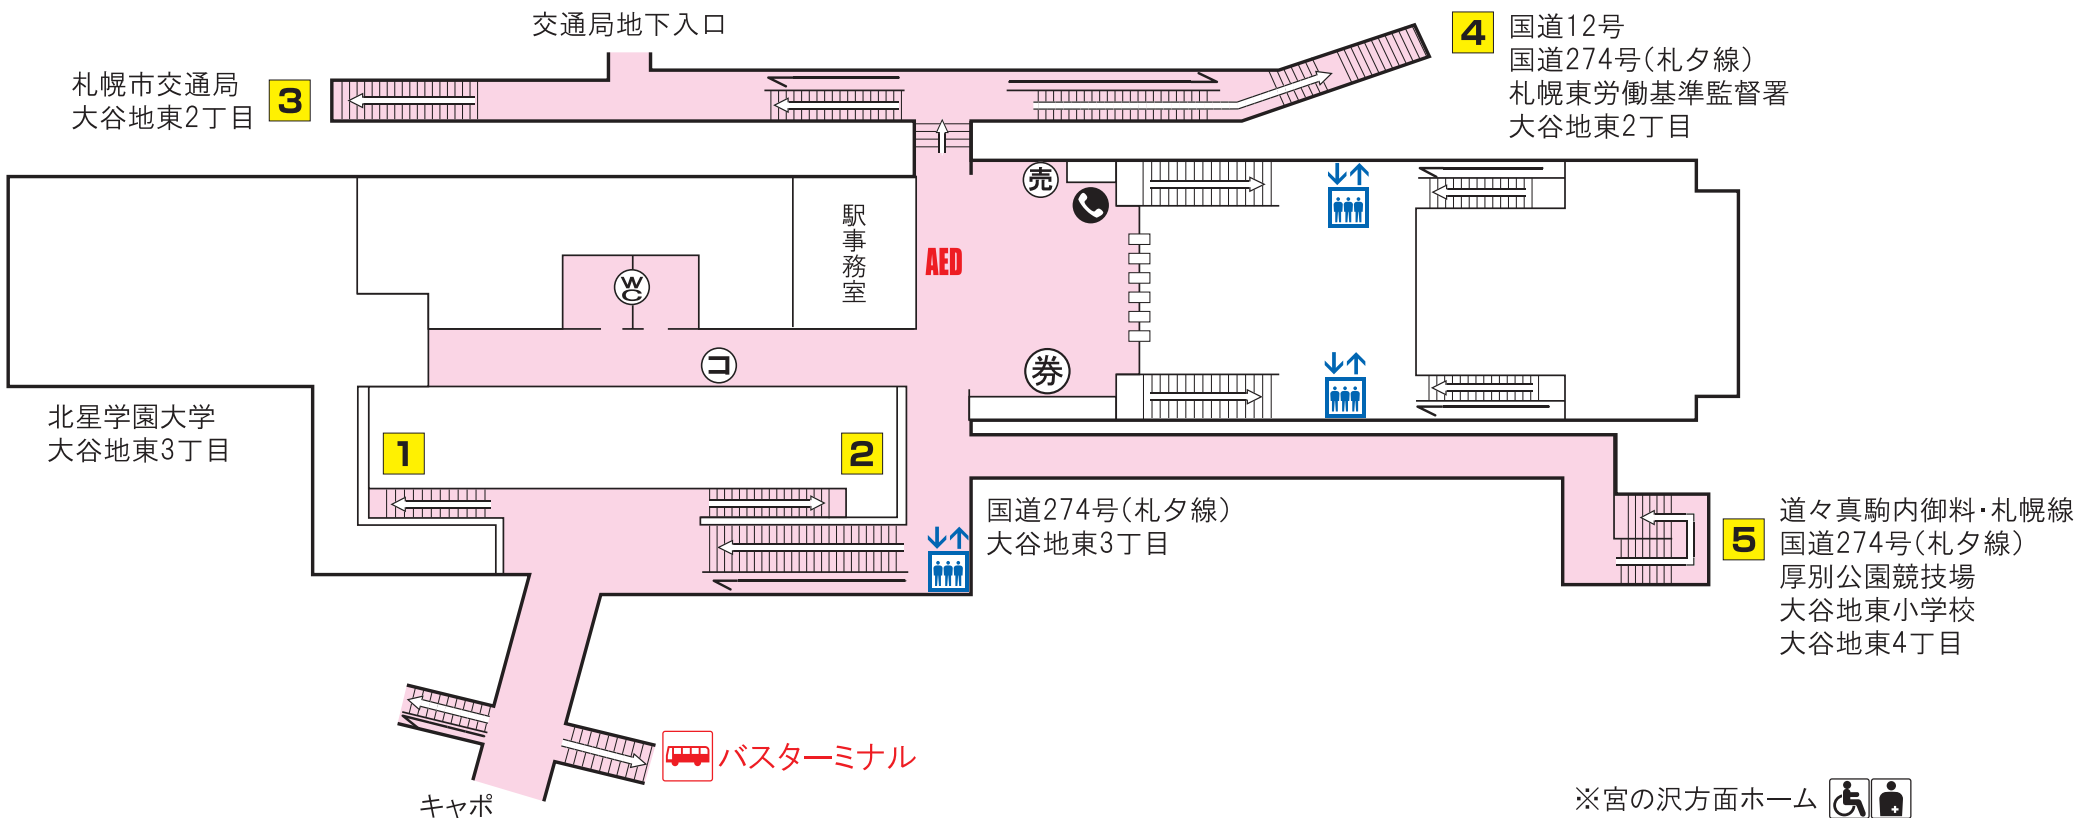 交通局地下入口
札幌市交通局
大谷地東2丁目
3
4
国道12号
国道274号(札夕線)
札幌東労働基準監督署
大谷地東2丁目
売
駅事務室
AED
WC
コ
券
北星学園大学
大谷地東3丁目
1
2
国道274号(札夕線)
大谷地東3丁目
5
道々真駒内御料・札幌線
国道274号(札夕線)
厚別公園競技場
大谷地東小学校
大谷地東4丁目
バスターミナル
キャポ
※宮の沢方面ホーム